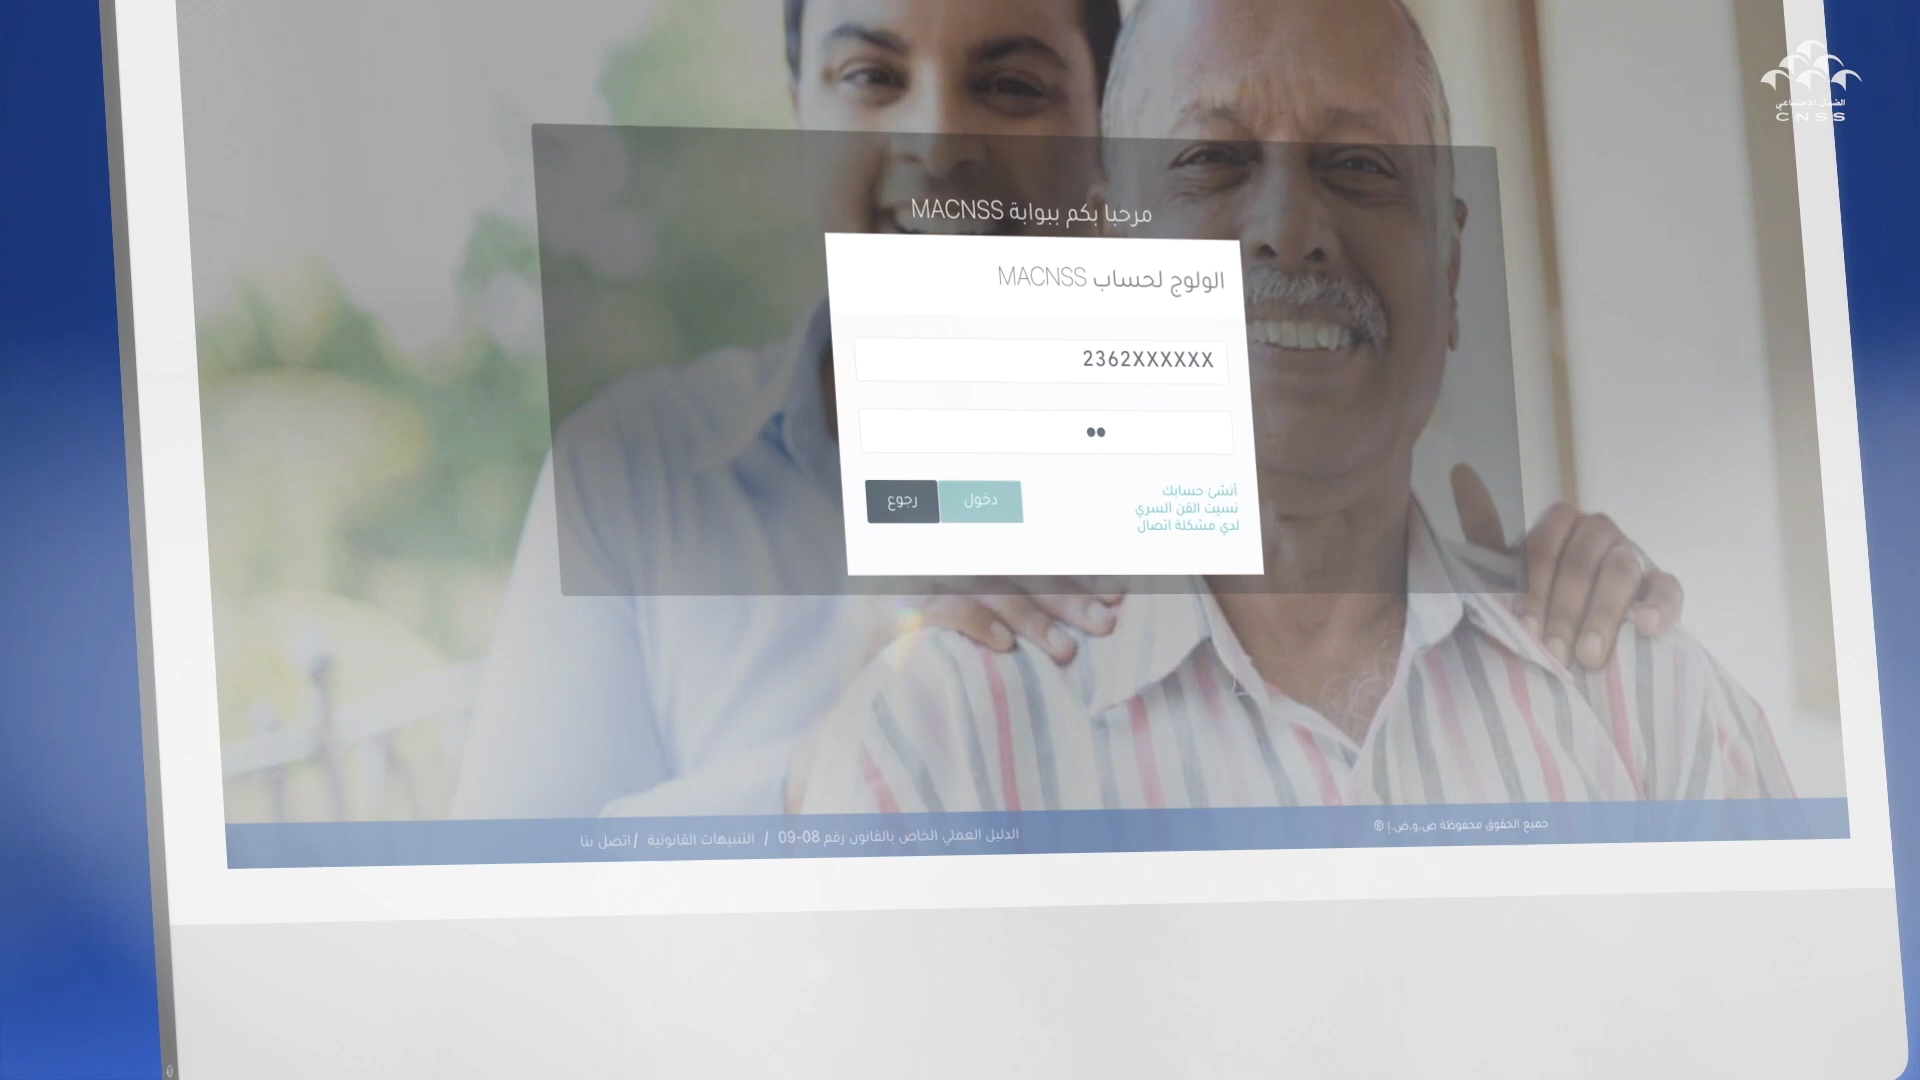 الضمان الإجتماعي
CNSS
مرحبا بكم ببوابة MACNSS
الولوج لحساب MACNSS
2362XXXXXX
••
أنشئ حسابك
نسيت القن السري
لدي مشكلة اتصال
دخول
رجوع
جميع الحقوق محفوظة ص.و.ض.إ ©
الدليل العملي الخاص بالقانون رقم 08-09 / التنبيهات القانونية / اتصل بنا